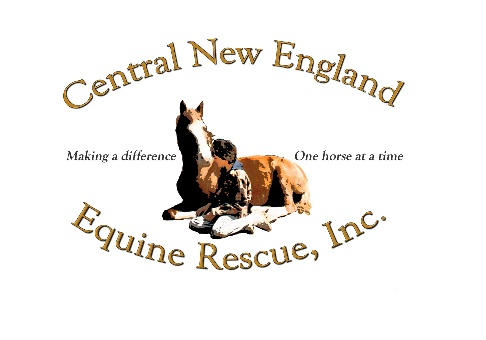 Central New England
Making a difference
One horse at a time
Equine Rescue, Inc.